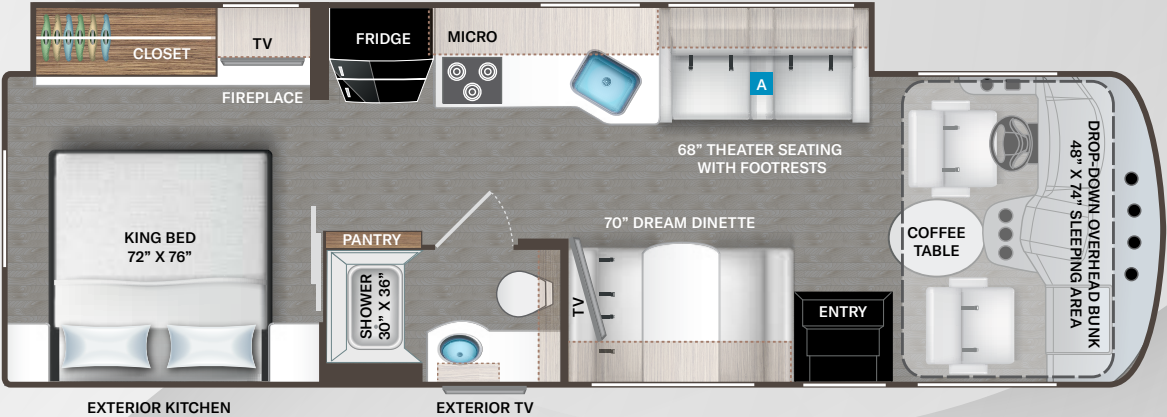 CLOSET
TV
FIREPLACE
FRIDGE
MICRO
A
68” THEATER SEATING
WITH FOOTRESTS
70” DREAM DINETTE
KING BED
72” X 76”
PANTRY
SHOWER
30” X 36”
TV
ENTRY
COFFEE
TABLE
DROP-DOWN OVERHEAD BUNK
48” X 74” SLEEPING AREA
EXTERIOR KITCHEN
EXTERIOR TV